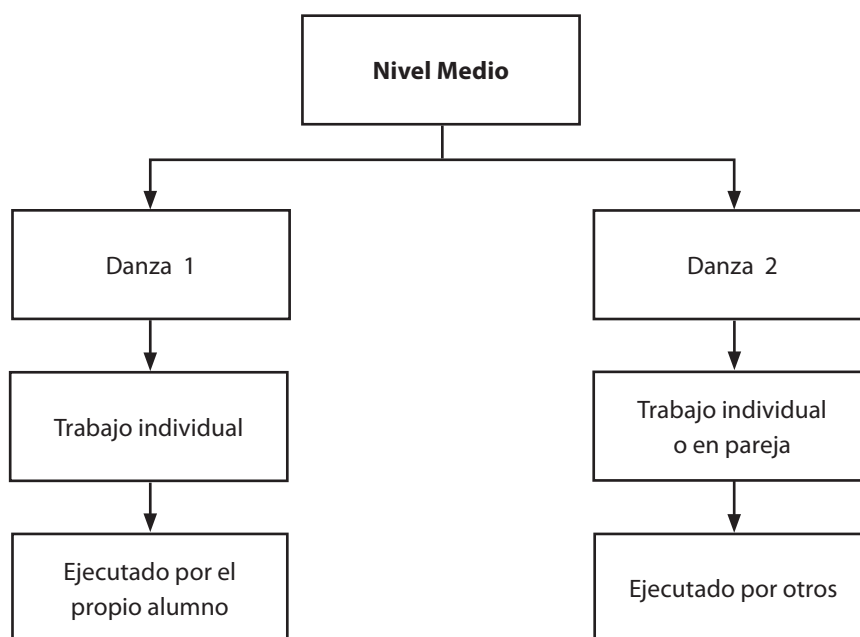 Nivel Medio
Danza 1
Danza 2
Trabajo individual
Trabajo individual
o en pareja
Ejecutado por el
propio alumno
Ejecutado por otros